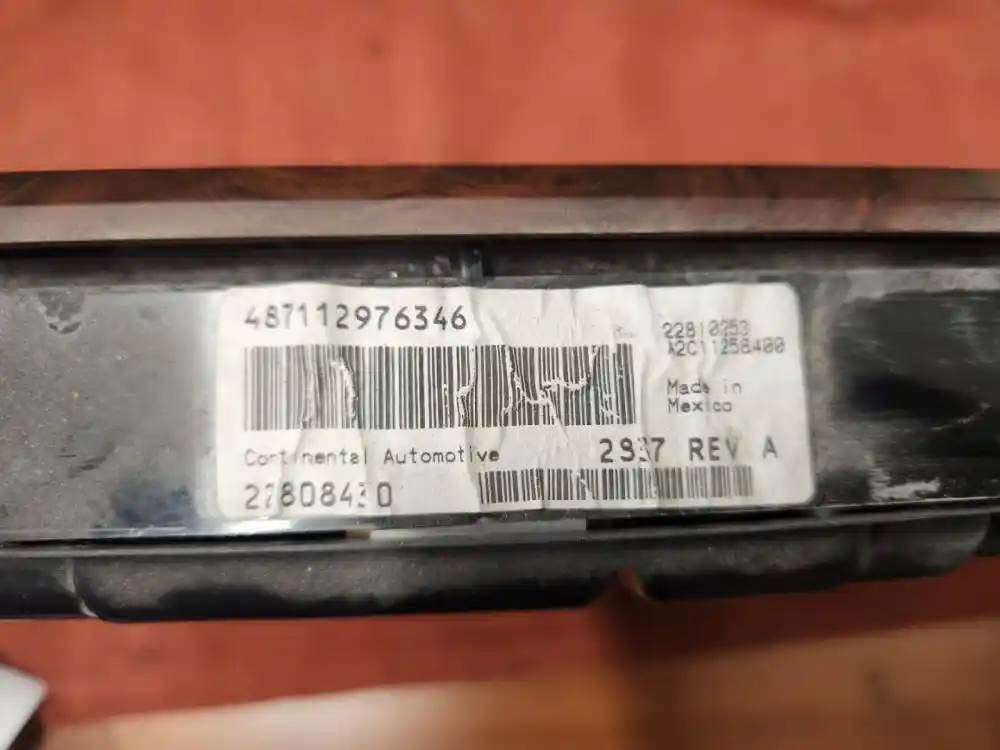 487112976346
22810253
A2C11258400
Made in
Mexico
Continental Automotive
2937 REV A
22808430